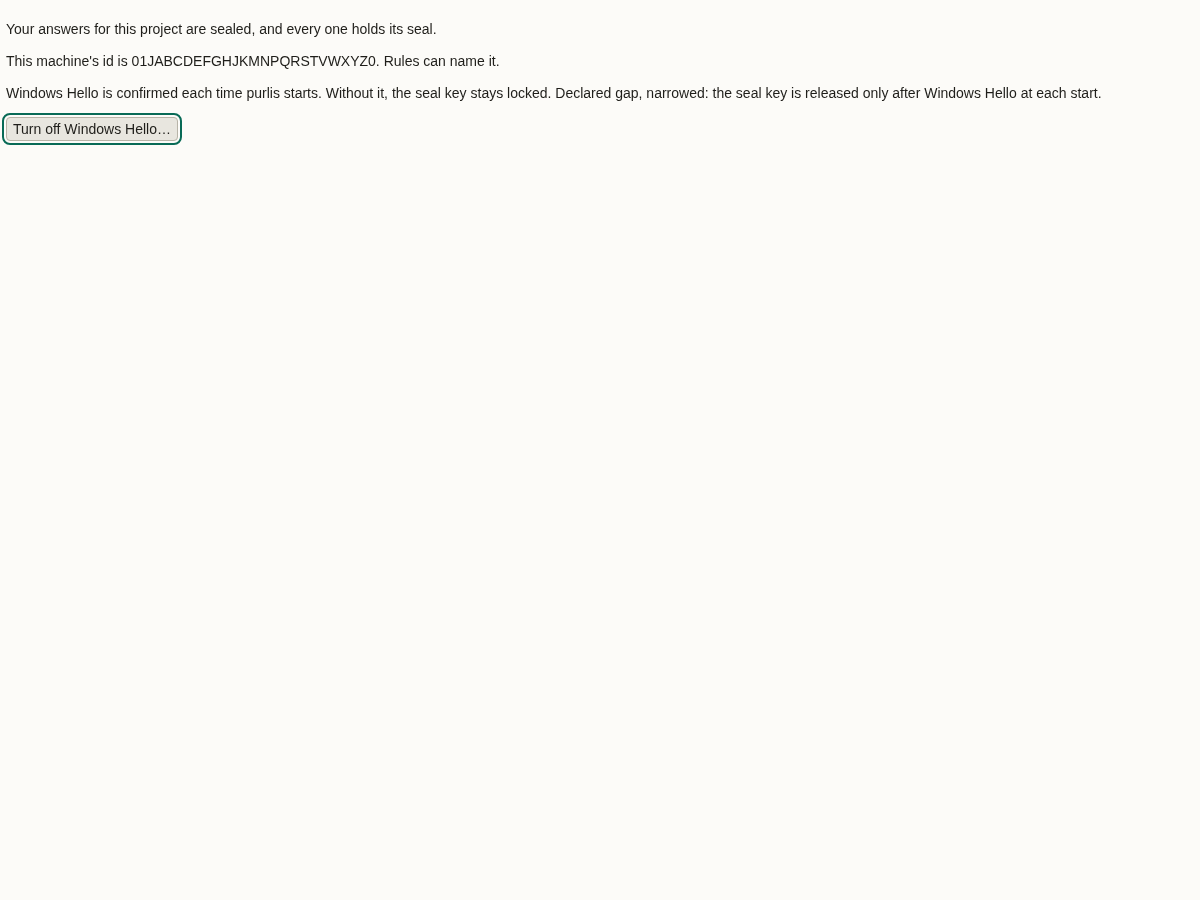 Your answers for this project are sealed, and every one holds its seal.
This machine's id is 01JABCDEFGHJKMNPQRSTVWXYZ0. Rules can name it.
Windows Hello is confirmed each time purlis starts. Without it, the seal key stays locked. Declared gap, narrowed: the seal key is released only after Windows Hello at each start.
Turn off Windows Hello…